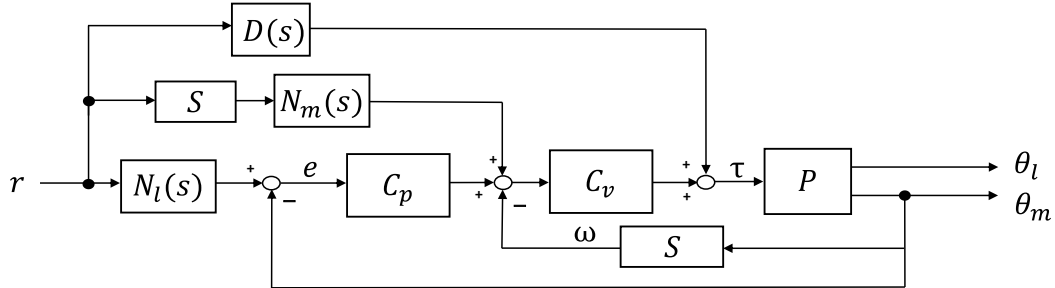 D(s)
S
N_m(s)
r
N_l(s)
+
−
e
C_p
+
+
−
C_v
+
+
τ
P
θ_l
θ_m
ω
S